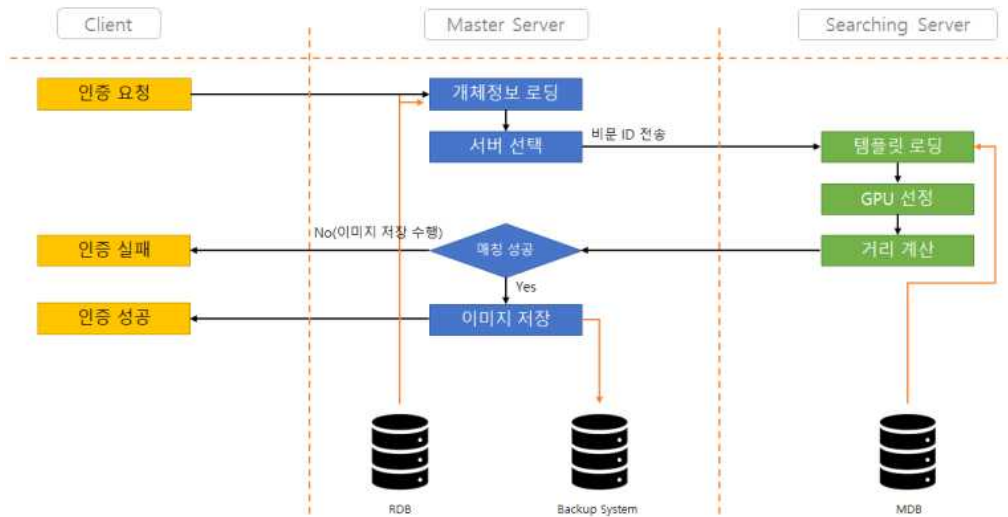 Client
Master Server
Searching Server
인증 요청
개체정보 로딩
서버 선택
비문 ID 전송
템플릿 로딩
GPU 선정
No(이미지 저장 수행)
인증 실패
매칭 성공
거리 계산
Yes
인증 성공
이미지 저장
RDB
Backup System
MDB